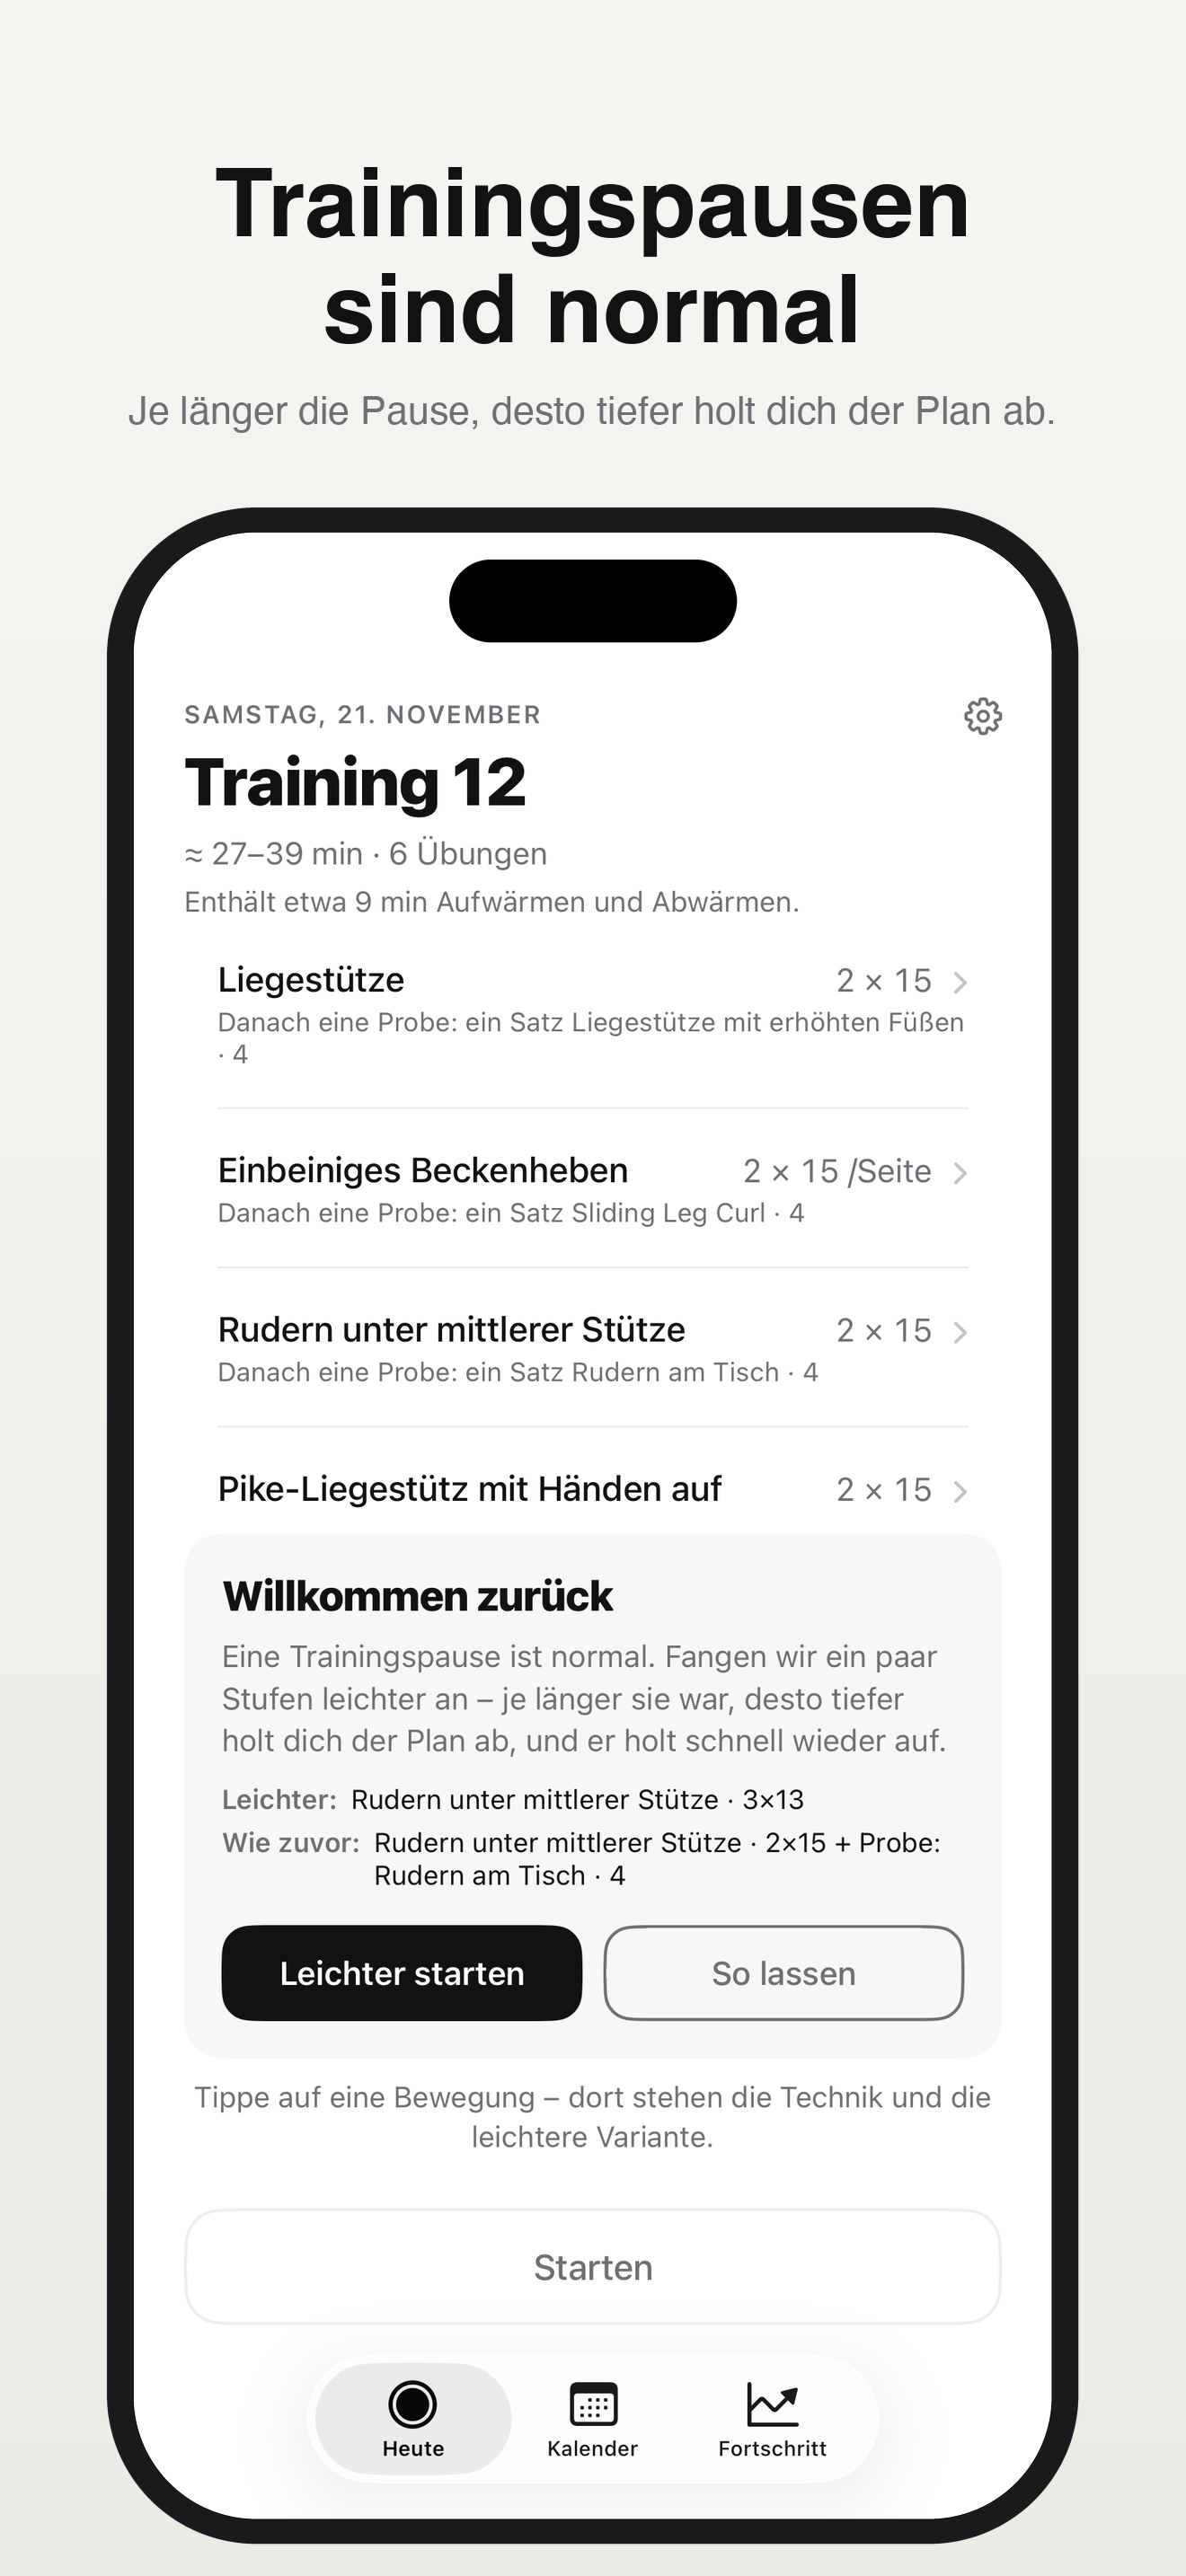 Trainingspausen
sind normal
Je länger die Pause, desto tiefer holt dich der Plan ab.
SAMSTAG, 21. NOVEMBER
Training 12
≈ 27–39 min · 6 Übungen
Enthält etwa 9 min Aufwärmen und Abwärmen.
Liegestütze 2 × 15
Danach eine Probe: ein Satz Liegestütze mit erhöhten Füßen
· 4
Einbeiniges Beckenheben 2 × 15 /Seite
Danach eine Probe: ein Satz Sliding Leg Curl · 4
Rudern unter mittlerer Stütze 2 × 15
Danach eine Probe: ein Satz Rudern am Tisch · 4
Pike-Liegestütz mit Händen auf 2 × 15
Willkommen zurück
Eine Trainingspause ist normal. Fangen wir ein paar
Stufen leichter an – je länger sie war, desto tiefer
holt dich der Plan ab, und er holt schnell wieder auf.
Leichter: Rudern unter mittlerer Stütze · 3×13
Wie zuvor: Rudern unter mittlerer Stütze · 2×15 + Probe:
Rudern am Tisch · 4
Leichter starten So lassen
Tippe auf eine Bewegung – dort stehen die Technik und die
leichtere Variante.
Starten
Heute Kalender Fortschritt